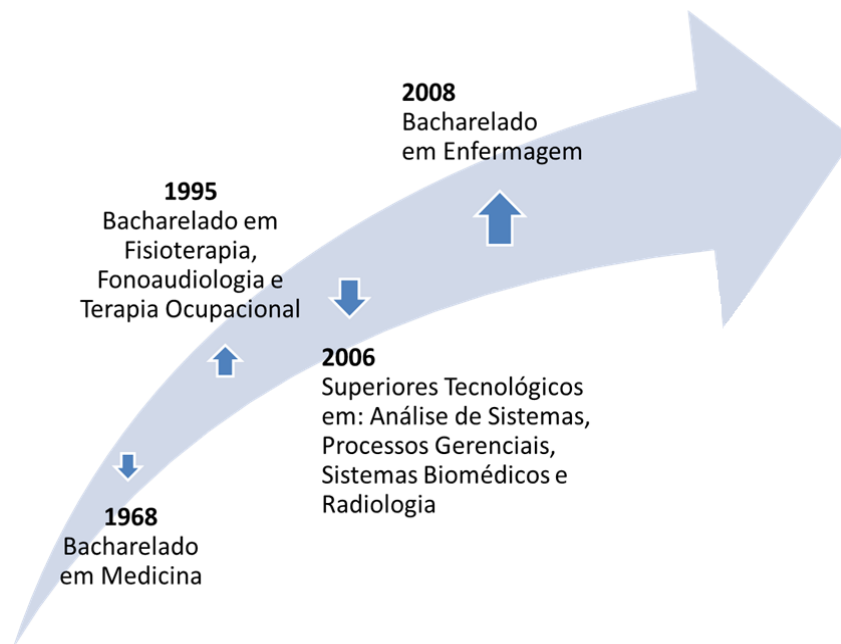 2008
Bacharelado
em Enfermagem
1995
Bacharelado em
Fisioterapia,
Fonoaudiologia e
Terapia Ocupacional
2006
Superiores Tecnológicos
em: Análise de Sistemas,
Processos Gerenciais,
Sistemas Biomédicos e
Radiologia
1968
Bacharelado
em Medicina